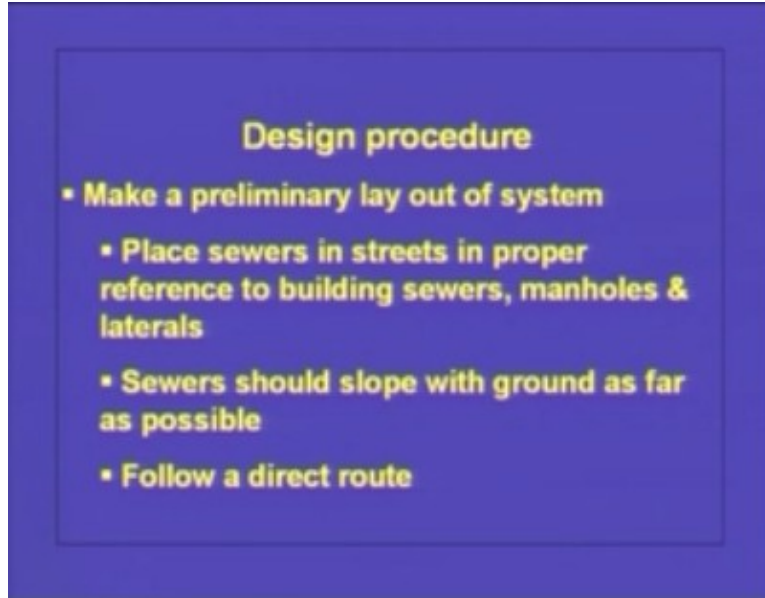 Design procedure
▪ Make a preliminary lay out of system
▪ Place sewers in streets in proper
reference to building sewers, manholes &
laterals
▪ Sewers should slope with ground as far
as possible
▪ Follow a direct route